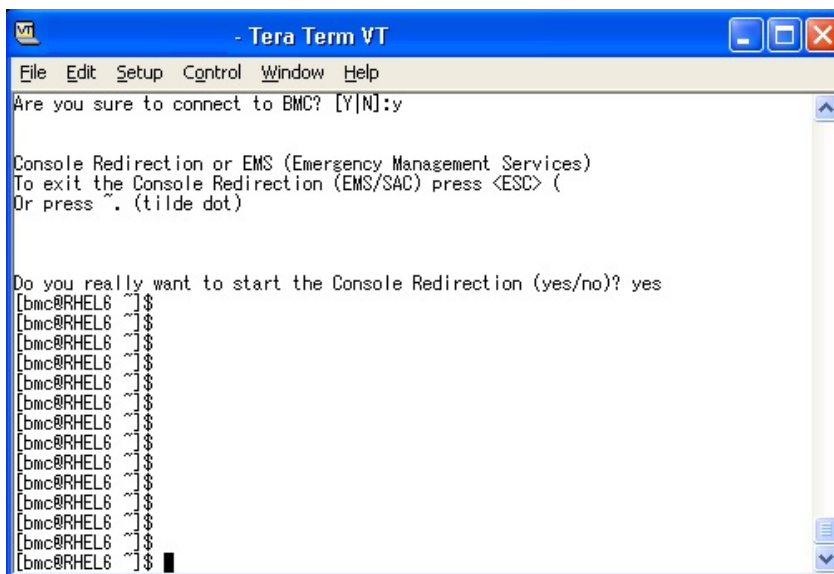 - Tera Term VT
File Edit Setup Control Window Help
Are you sure to connect to BMC? [Y|N]:y
Console Redirection or EMS (Emergency Management Services)
To exit the Console Redirection (EMS/SAC) press <ESC> (
Or press ~. (tilde dot)
Do you really want to start the Console Redirection (yes/no)? yes
[bmc@RHEL6 ~]$
[bmc@RHEL6 ~]$
[bmc@RHEL6 ~]$
[bmc@RHEL6 ~]$
[bmc@RHEL6 ~]$
[bmc@RHEL6 ~]$
[bmc@RHEL6 ~]$
[bmc@RHEL6 ~]$
[bmc@RHEL6 ~]$
[bmc@RHEL6 ~]$
[bmc@RHEL6 ~]$
[bmc@RHEL6 ~]$
[bmc@RHEL6 ~]$
[bmc@RHEL6 ~]$